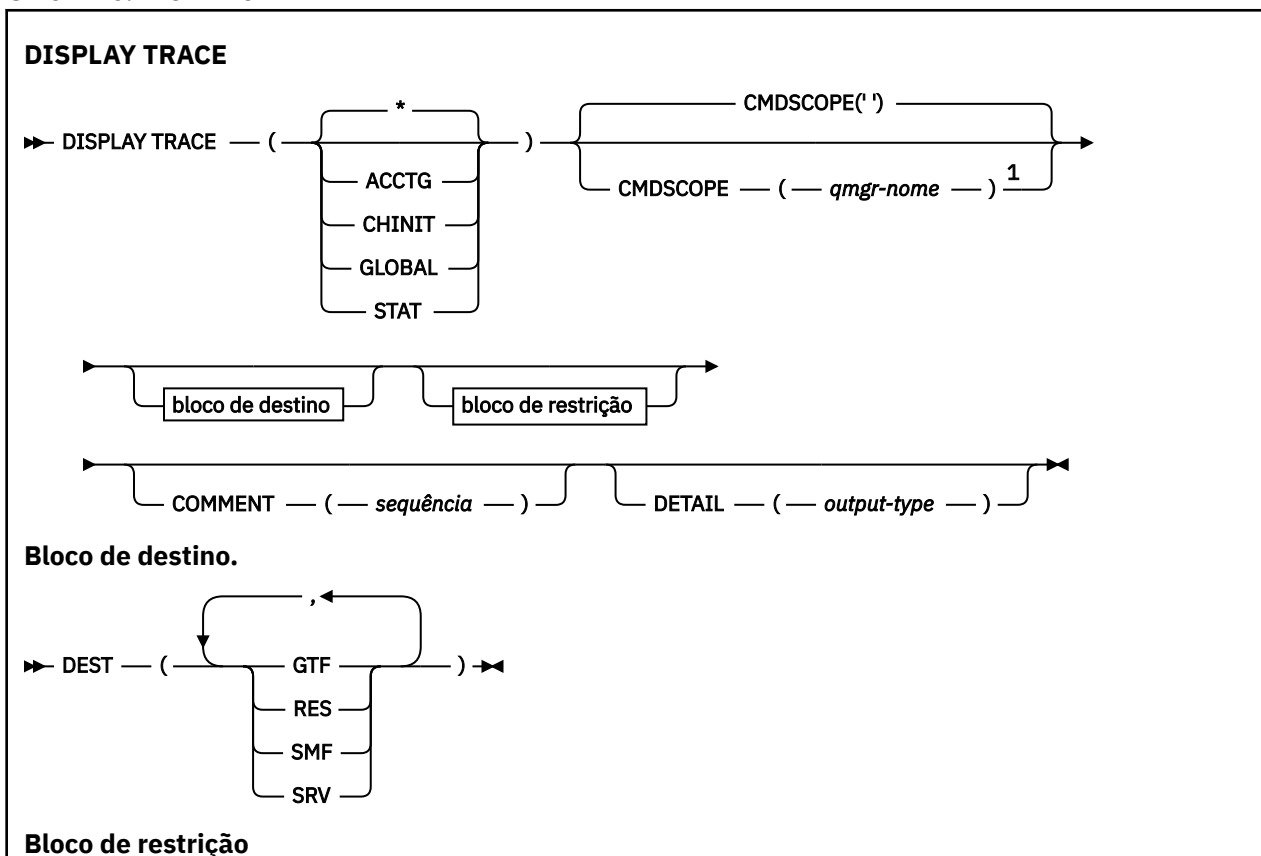 DISPLAY TRACE
*
CMDSCOPE(' ')
DISPLAY TRACE ( )
ACCTG
CHINIT
GLOBAL
STAT
CMDSCOPE ( qmgr-nome ) 1
bloco de destino bloco de restrição
COMMENT ( sequência ) DETAIL ( output-type )
Bloco de destino.
,
DEST ( GTF )
RES
SMF
SRV
Bloco de restrição